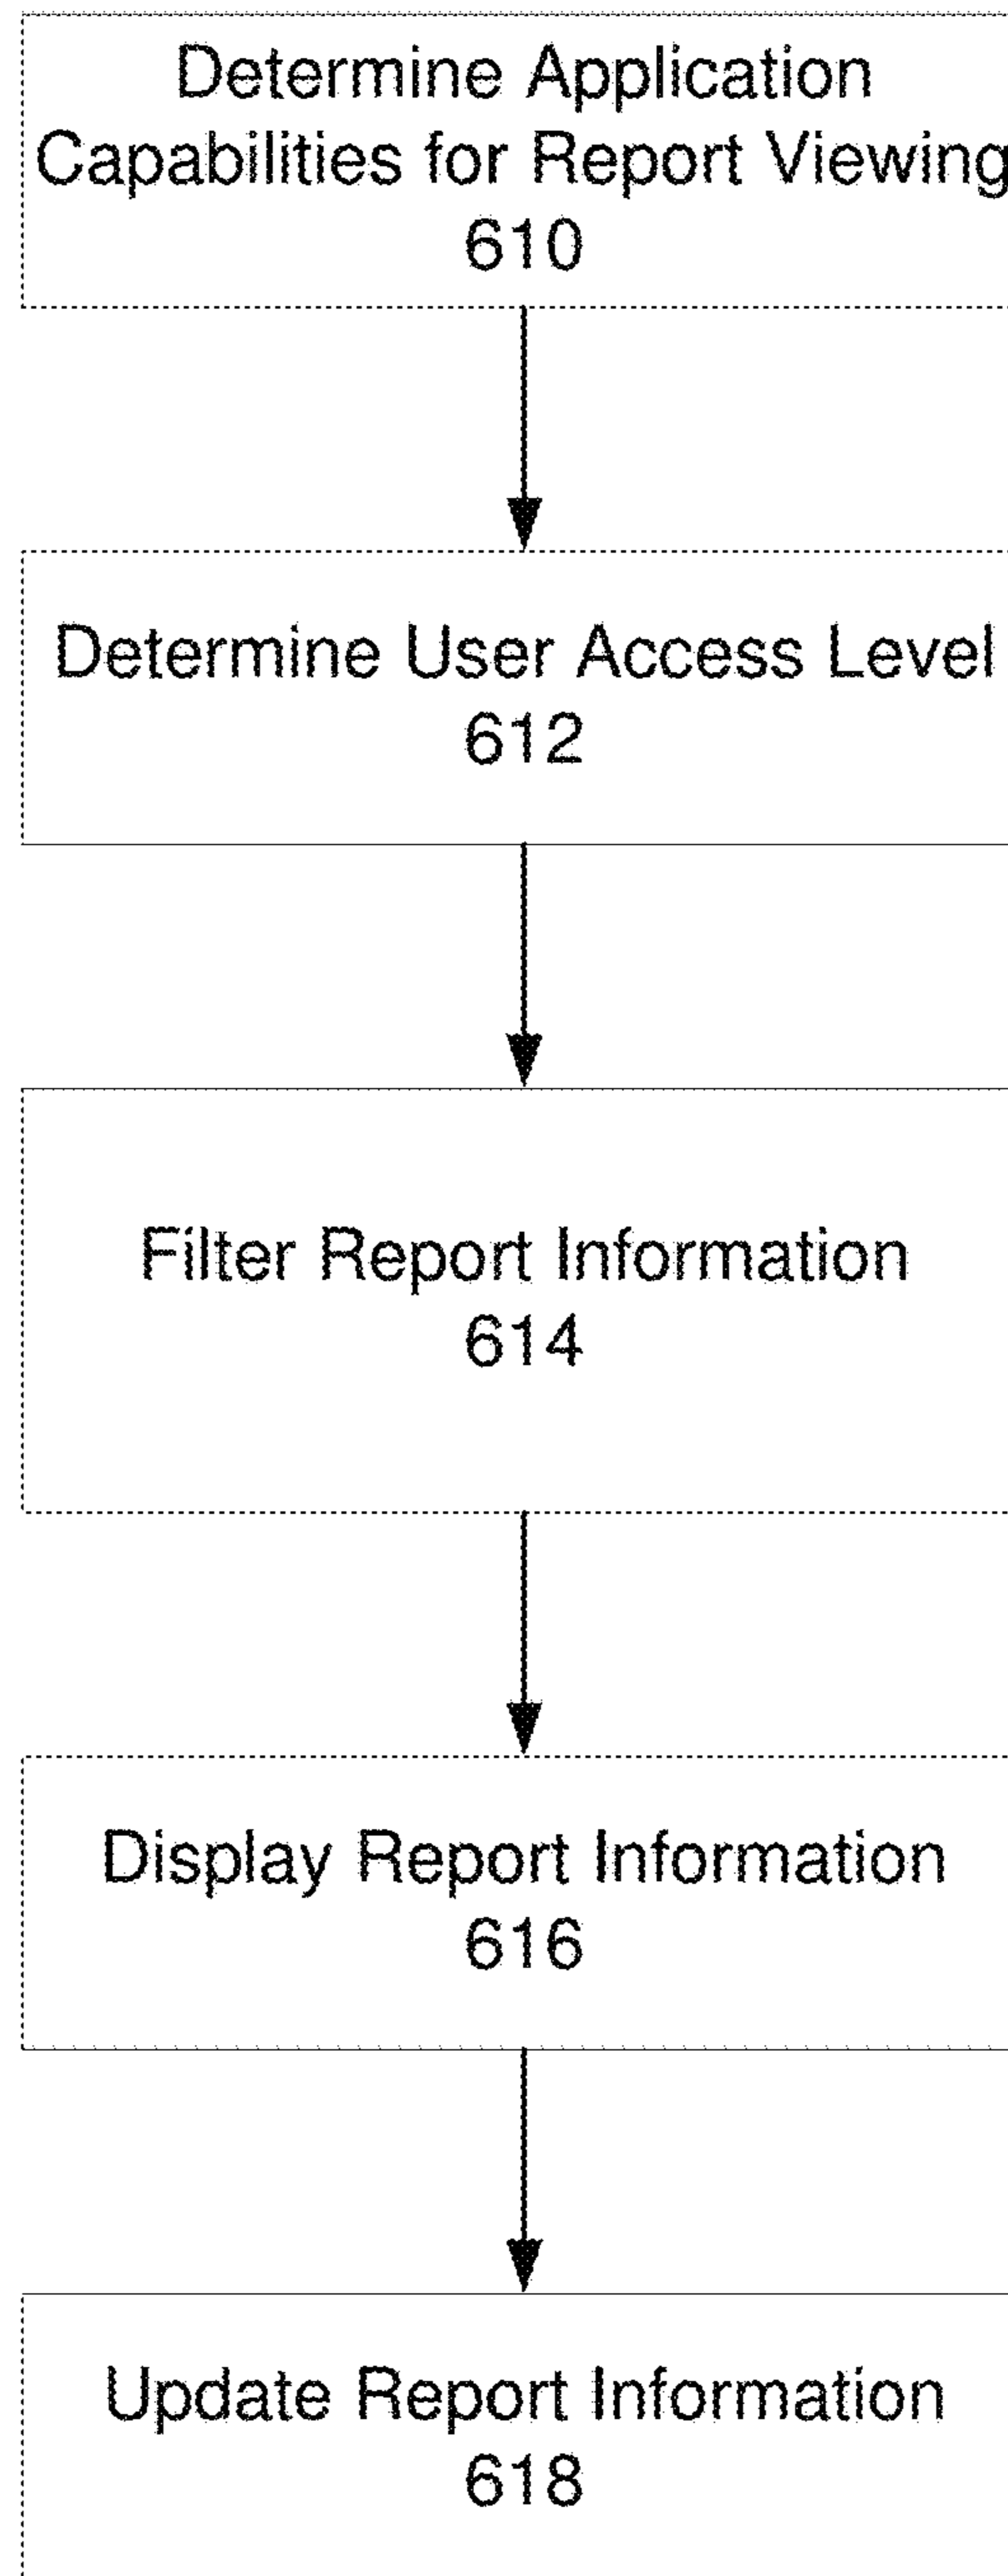 Determine Application
Capabilities for Report Viewing
610
Determine User Access Level
612
Filter Report Information
614
Display Report Information
616
Update Report Information
618